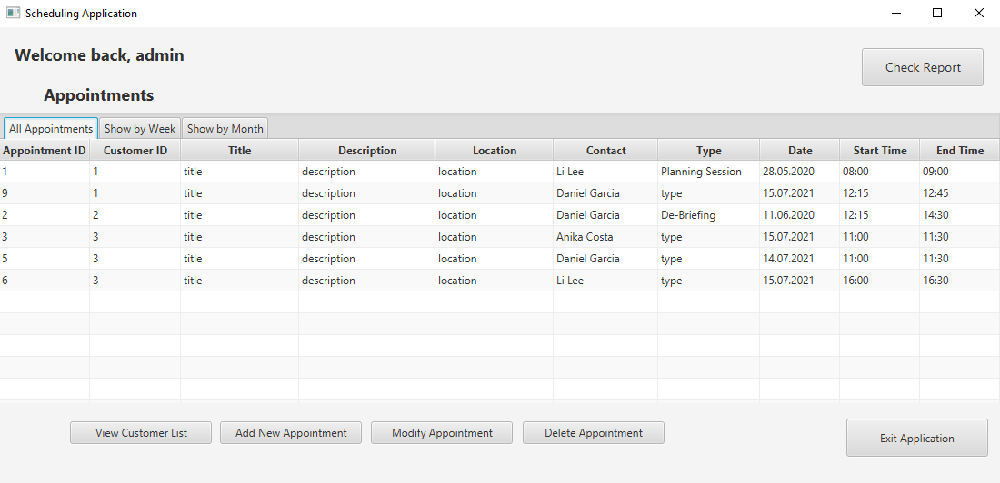 Scheduling Application
Welcome back, admin
Check Report
Appointments
All Appointments Show by Week Show by Month
Appointment ID Customer ID Title Description Location Contact Type Date Start Time End Time
1 1 title description location Li Lee Planning Session 28.05.2020 08:00 09:00
9 1 title description location Daniel Garcia type 15.07.2021 12:15 12:45
2 2 title description location Daniel Garcia De-Briefing 11.06.2020 12:15 14:30
3 3 title description location Anika Costa type 15.07.2021 11:00 11:30
5 3 title description location Daniel Garcia type 14.07.2021 11:00 11:30
6 3 title description location Li Lee type 15.07.2021 16:00 16:30
View Customer List Add New Appointment Modify Appointment Delete Appointment Exit Application